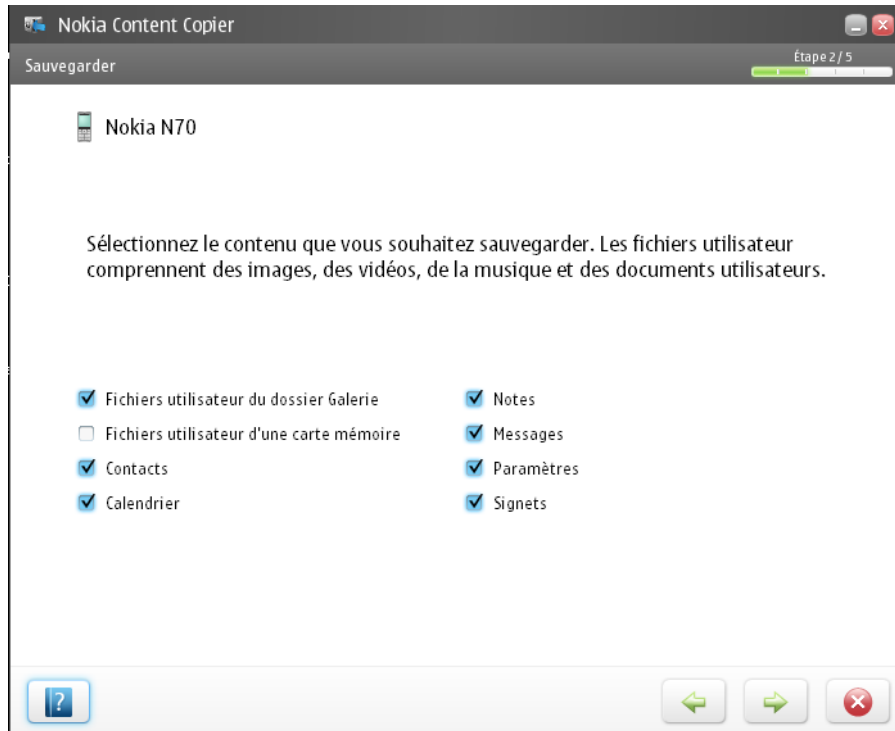 Nokia Content Copier
Sauvegarder
Étape 2 / 5
Nokia N70
Sélectionnez le contenu que vous souhaitez sauvegarder. Les fichiers utilisateur
comprennent des images, des vidéos, de la musique et des documents utilisateurs.
Fichiers utilisateur du dossier Galerie
Fichiers utilisateur d'une carte mémoire
Contacts
Calendrier
Notes
Messages
Paramètres
Signets
?